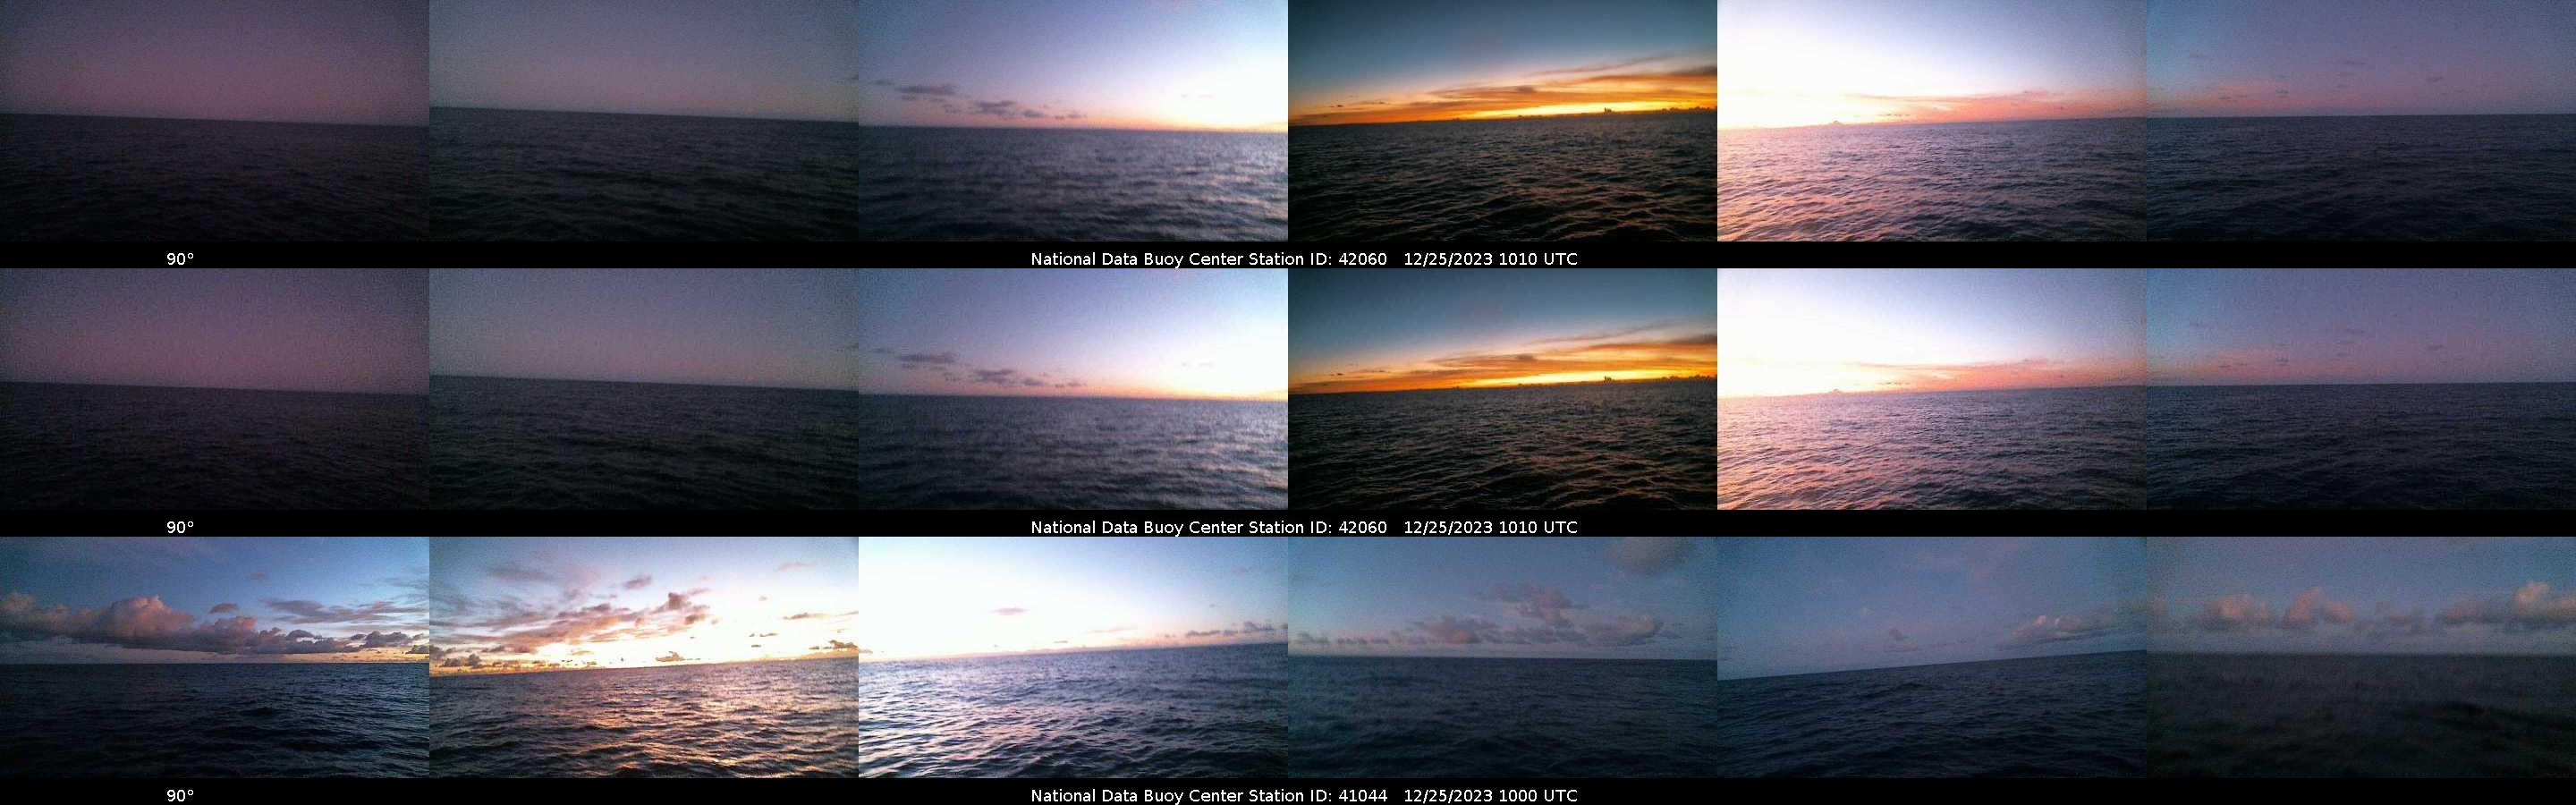 90° National Data Buoy Center Station ID: 42060 12/25/2023 1010 UTC
90° National Data Buoy Center Station ID: 42060 12/25/2023 1010 UTC
90° National Data Buoy Center Station ID: 41044 12/25/2023 1000 UTC